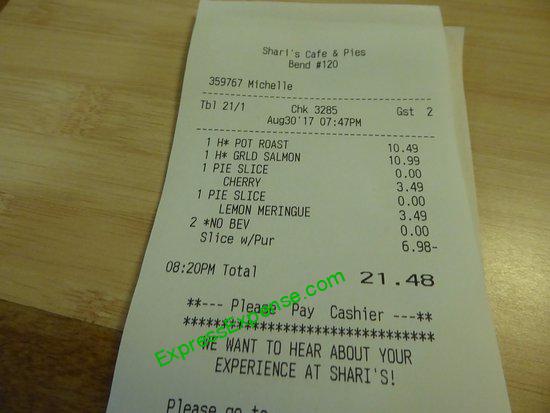 Shari's Cafe & Pies
Bend #120
359767 Michelle
Tbl 21/1 Chk 3285 Gst 2
Aug30'17 07:47PM
1 H* POT ROAST 10.49
1 H* GRLD SALMON 10.99
1 PIE SLICE 0.00
CHERRY 3.49
1 PIE SLICE 0.00
LEMON MERINGUE 3.49
2 *NO BEV 0.00
Slice w/Pur 6.98-
08:20PM Total 21.48
**--- Please Pay Cashier ---**
***********************************
WE WANT TO HEAR ABOUT YOUR
EXPERIENCE AT SHARI'S!
Please go to
ExpressExpense.com